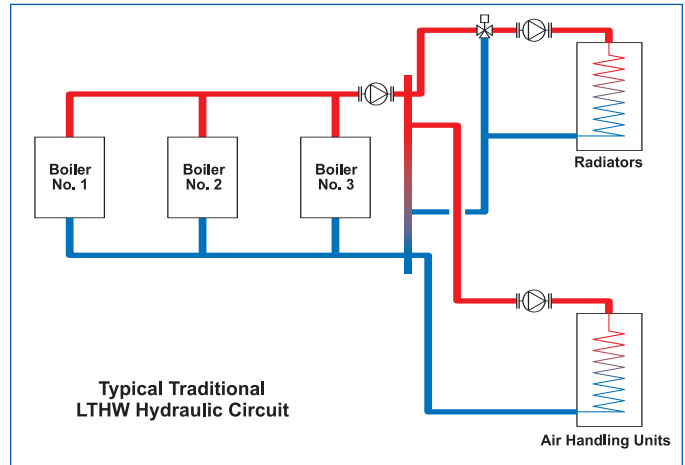 Boiler
No. 1
Boiler
No. 2
Boiler
No. 3
Radiators
Typical Traditional
LTHW Hydraulic Circuit
Air Handling Units